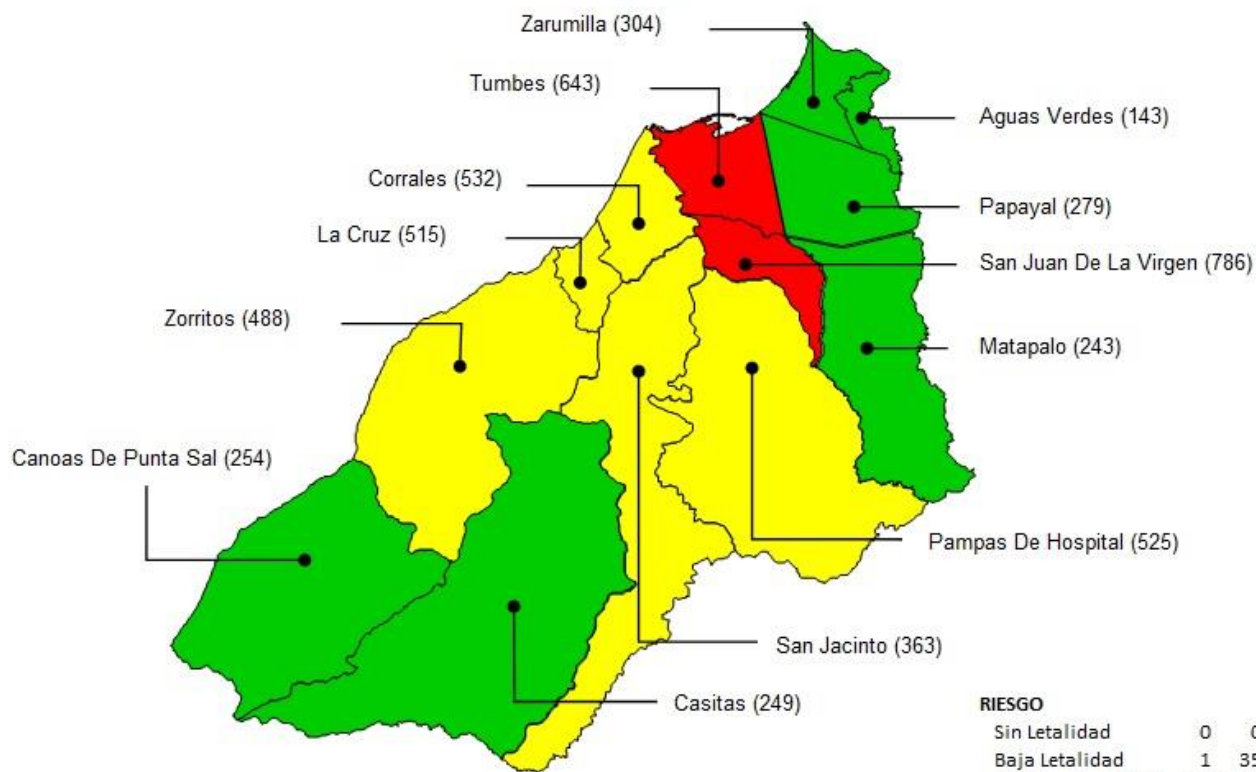 Zarumilla (304)
Tumbes (643)
Aguas Verdes (143)
Corrales (532)
Papayal (279)
La Cruz (515)
San Juan De La Virgen (786)
Zorritos (488)
Matapalo (243)
Canoas De Punta Sal (254)
Pampas De Hospital (525)
San Jacinto (363)
Casitas (249)
RIESGO
Sin Letalidad 0
Baja Letalidad 1